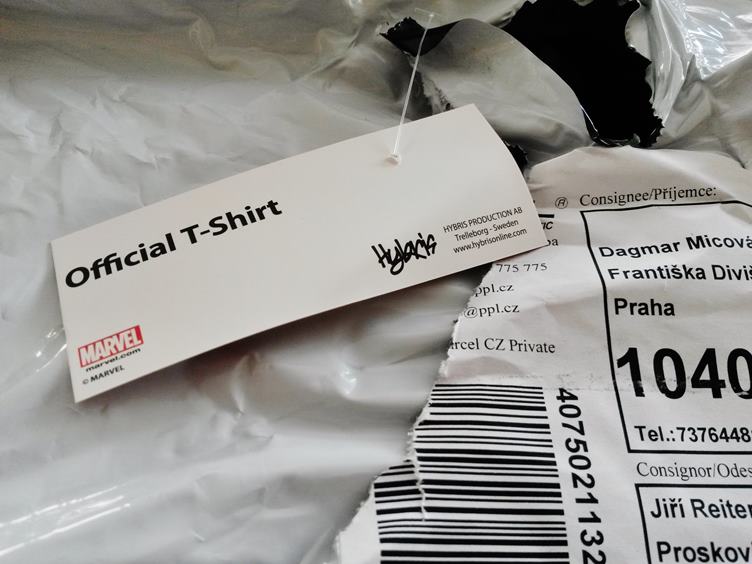 Official T-Shirt
Hybris
HYBRIS PRODUCTION AB
Trelleborg - Sweden
www.hybrisonline.com
MARVEL
marvel.com
© MARVEL
® Consignee/Příjemce:
Dagmar Micová
Františka Diviš
Praha
1040
Tel.:7376448
Consignor/Odes
Jiří Reiter
Proskov
775 775
ppl.cz
@ppl.cz
arcel CZ Private
4075021132